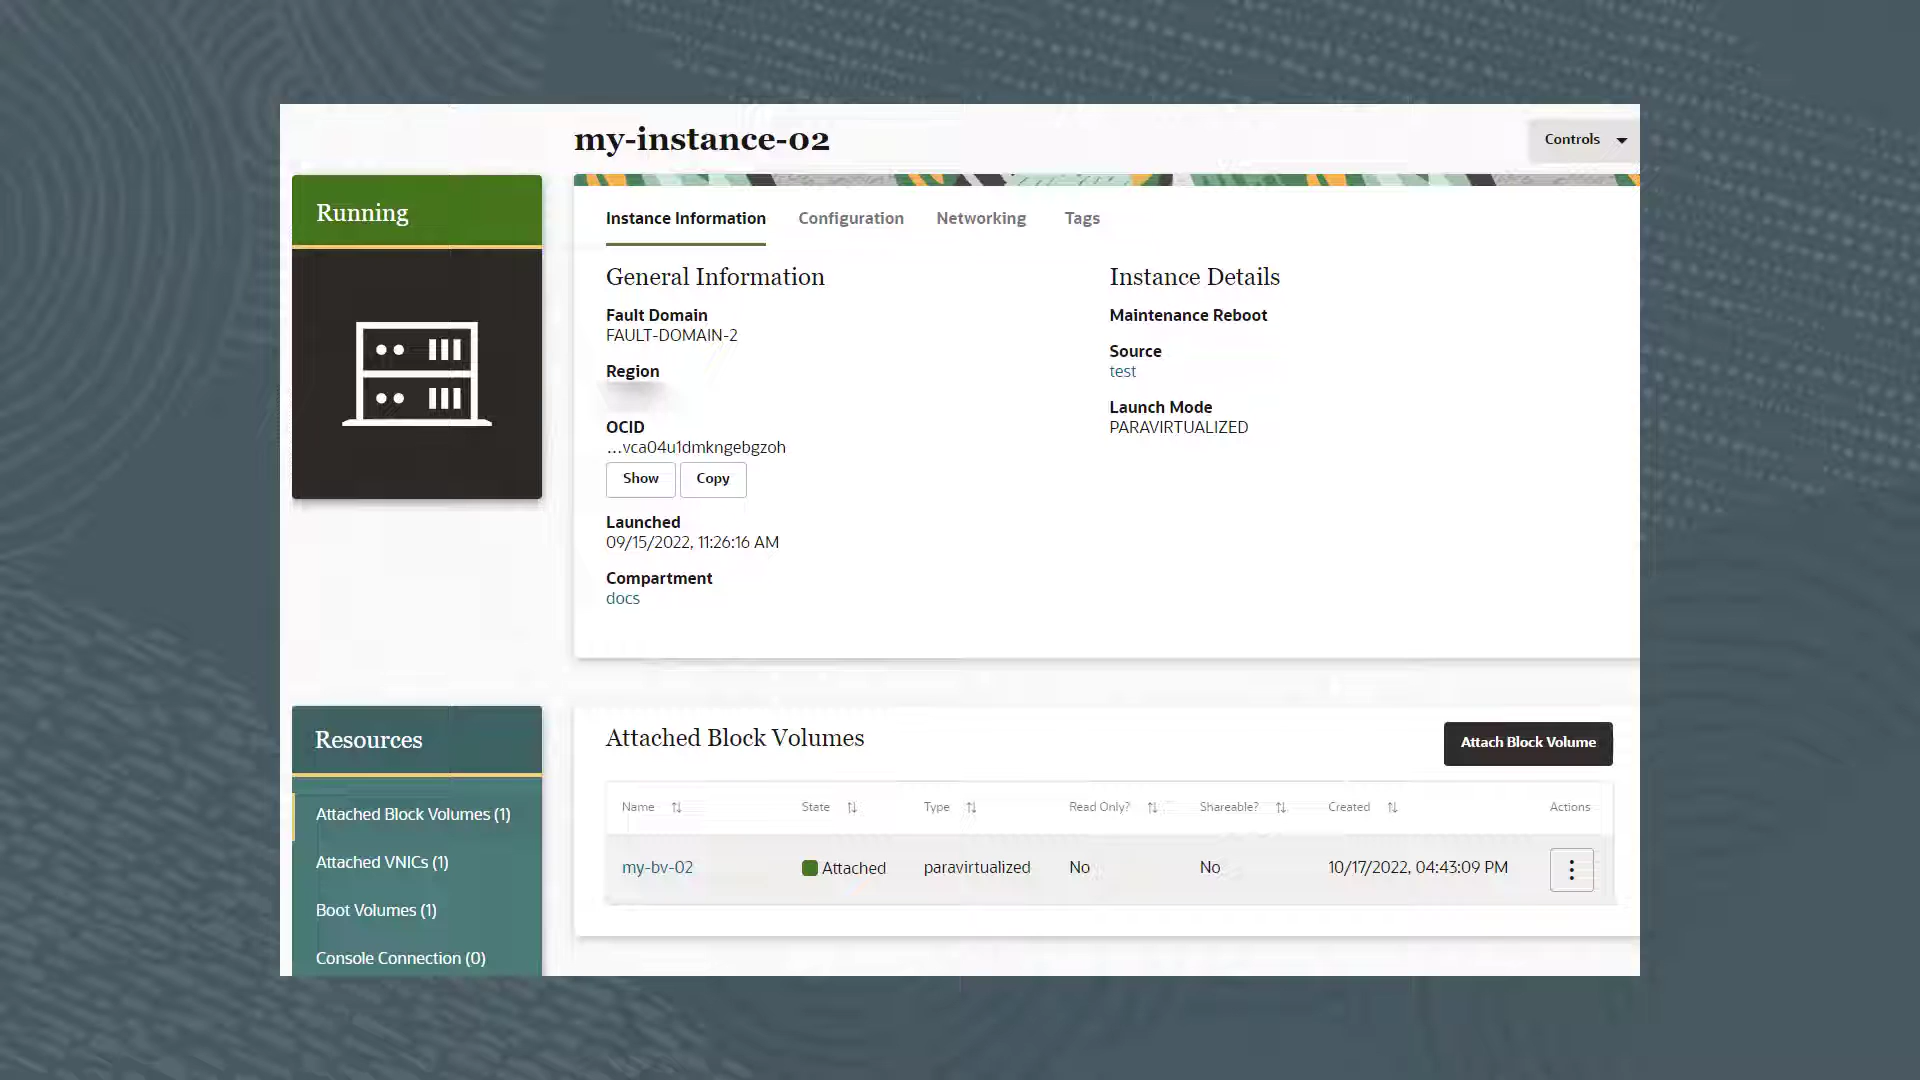 my-instance-02
Controls
Running
Instance Information Configuration Networking Tags
General Information
Fault Domain
FAULT-DOMAIN-2
Region
OCID
...vca04u1dmkngebgzoh
Show Copy
Launched
09/15/2022, 11:26:16 AM
Compartment
docs
Instance Details
Maintenance Reboot
Source
test
Launch Mode
PARAVIRTUALIZED
Resources
Attached Block Volumes (1)
Attached VNICs (1)
Boot Volumes (1)
Console Connection (0)
Attached Block Volumes
Attach Block Volume
Name State Type Read Only? Shareable? Created Actions
my-bv-02 Attached paravirtualized No No 10/17/2022, 04:43:09 PM